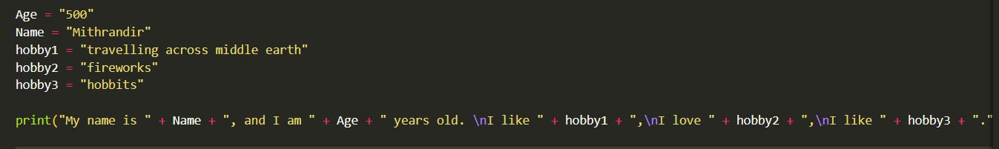 Age = "500"
Name = "Mithrandir"
hobby1 = "travelling across middle earth"
hobby2 = "fireworks"
hobby3 = "hobbits"
print("My name is " + Name + ", and I am " + Age + " years old. \nI like " + hobby1 + ",\nI love " + hobby2 + ",\nI like " + hobby3 + "."